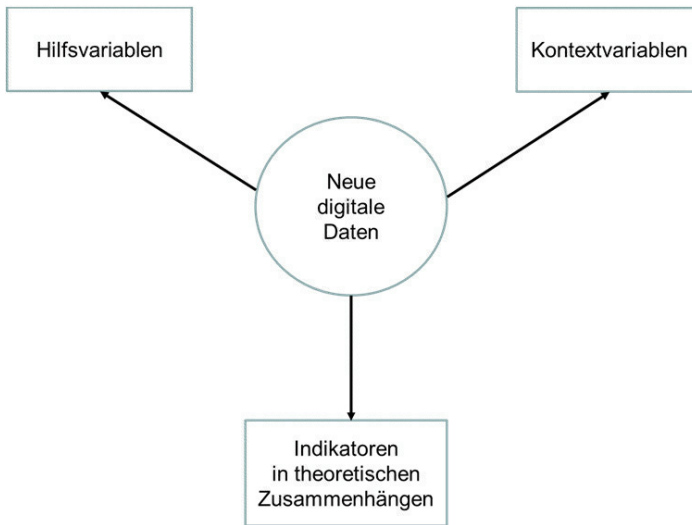 Hilfsvariablen
Kontextvariablen
Neue
digitale
Daten
Indikatoren
in theoretischen
Zusammenhängen